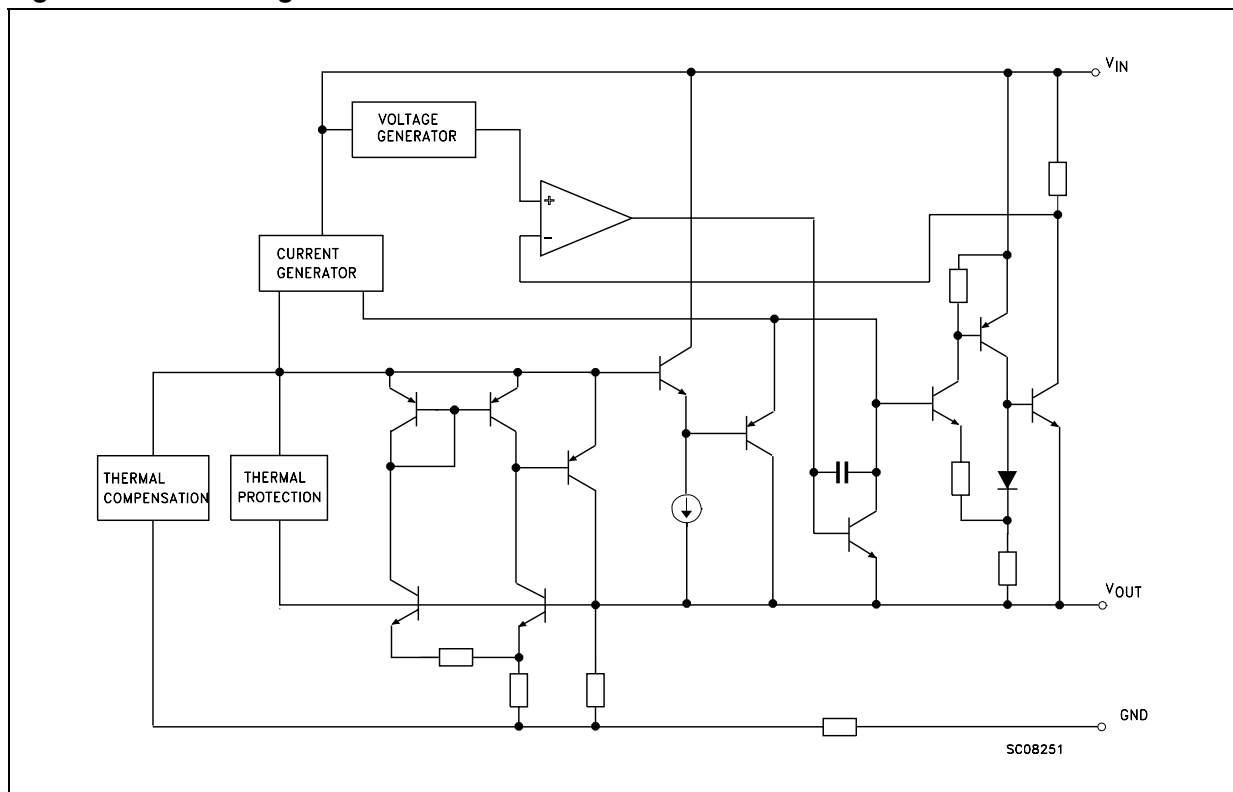 VIN
VOLTAGE
GENERATOR
+
−
CURRENT
GENERATOR
THERMAL
COMPENSATION
THERMAL
PROTECTION
VOUT
GND
SC08251